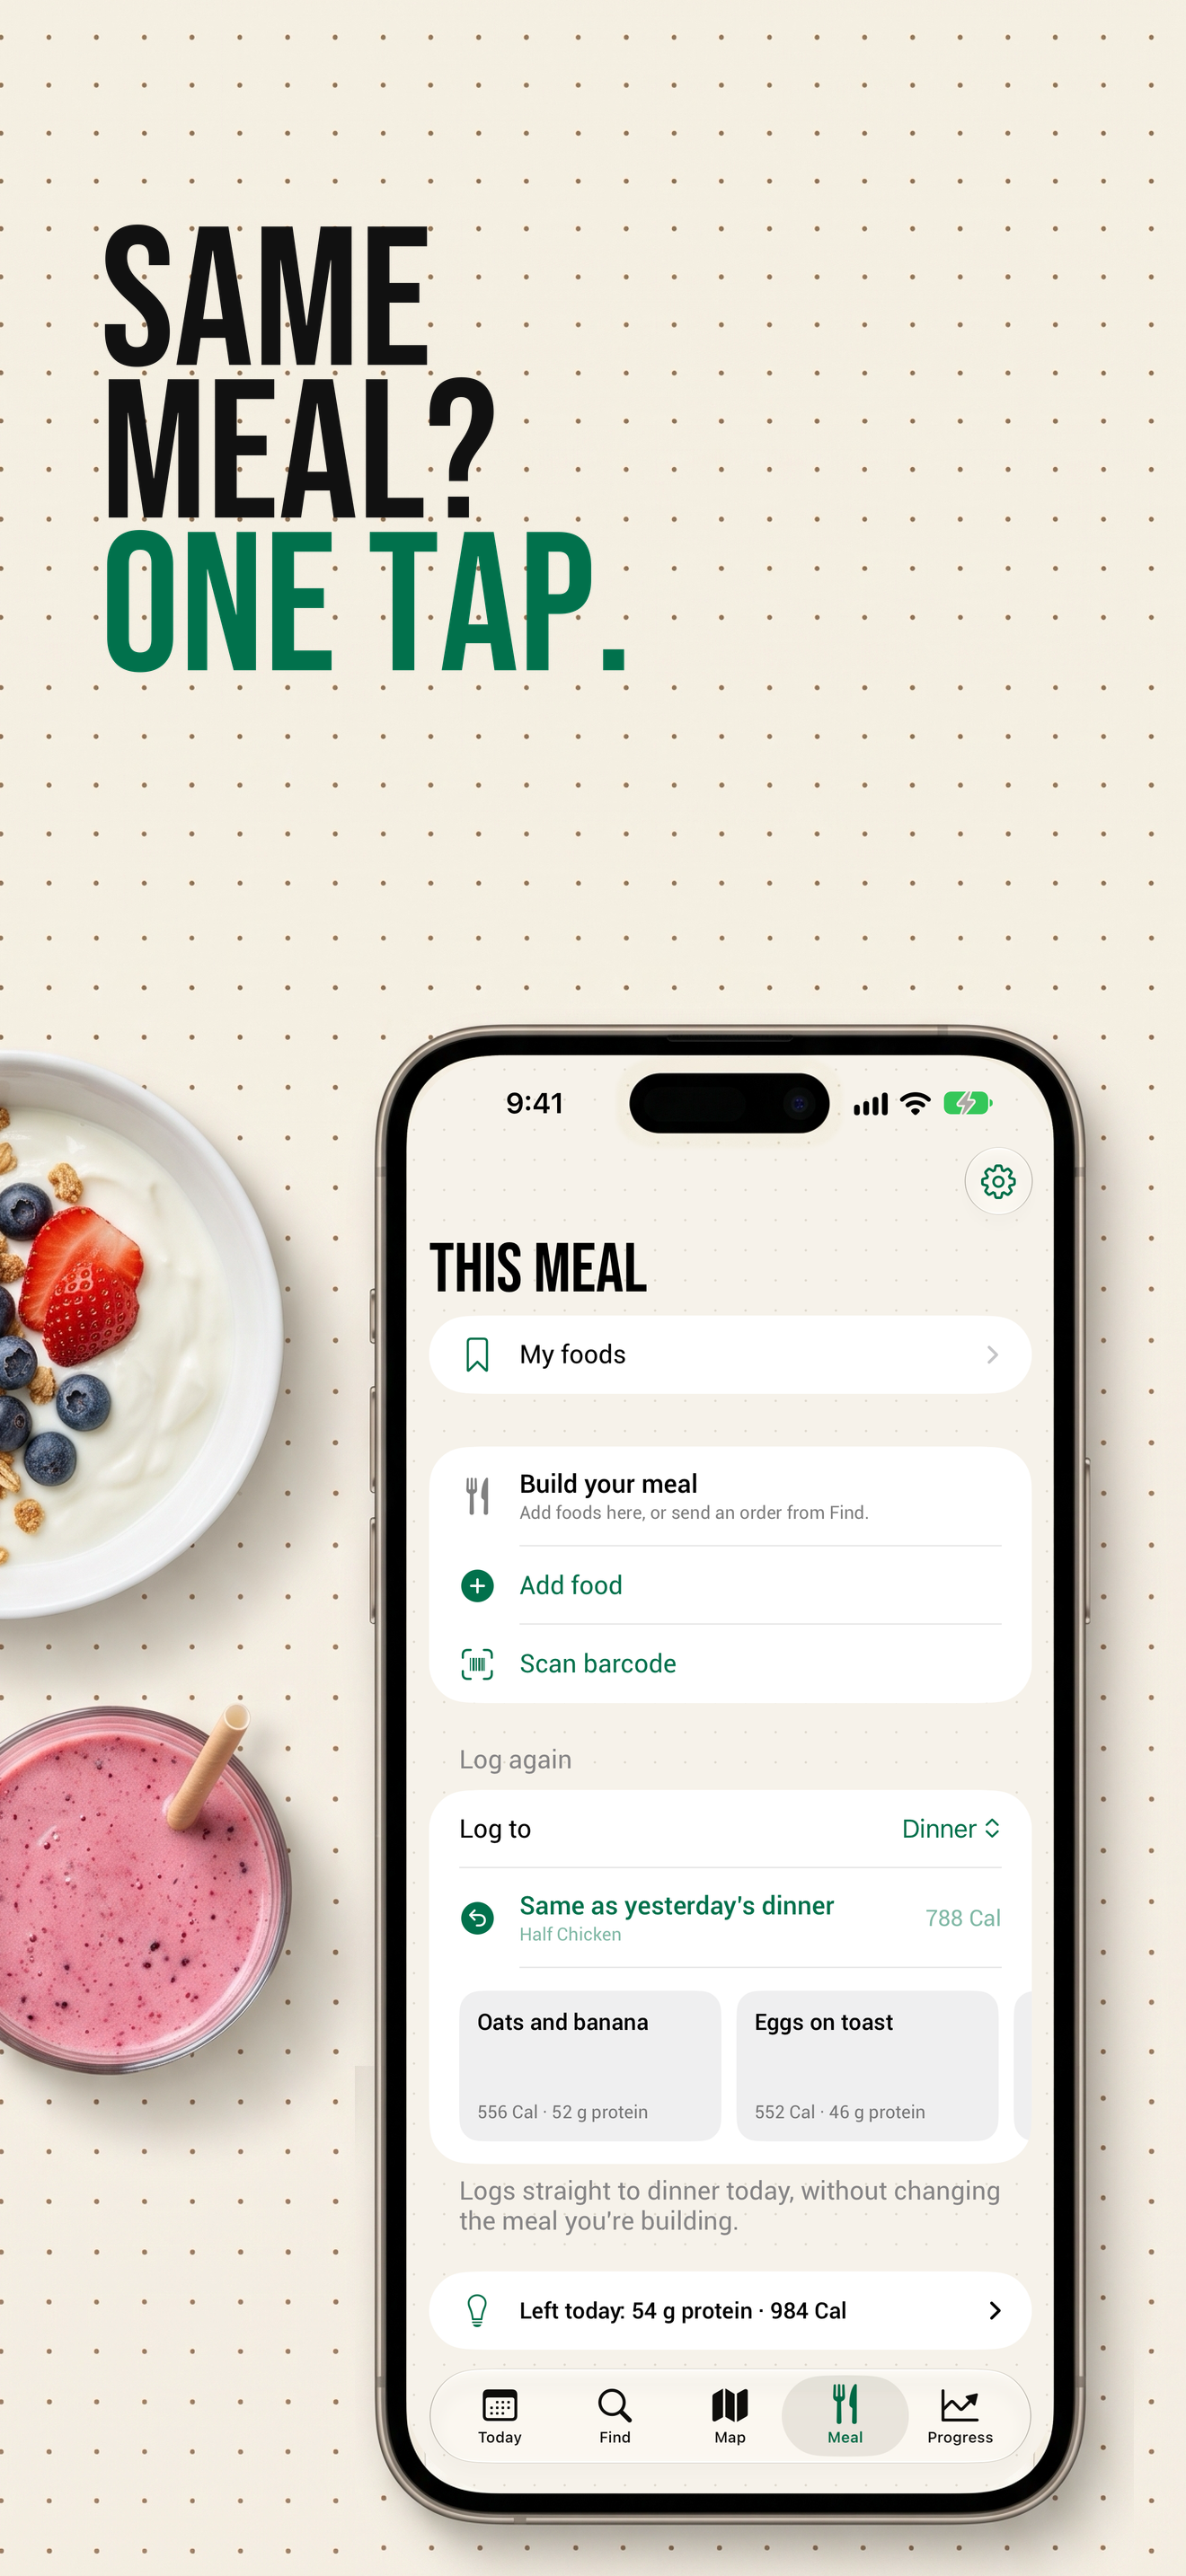 SAME
MEAL?
ONE TAP.
9:41
THIS MEAL
My foods
Build your meal
Add foods here, or send an order from Find.
Add food
Scan barcode
Log again
Log to
Dinner
Same as yesterday's dinner
Half Chicken
788 Cal
Oats and banana
556 Cal · 52 g protein
Eggs on toast
552 Cal · 46 g protein
Logs straight to dinner today, without changing
the meal you're building.
Left today: 54 g protein · 984 Cal
Today
Find
Map
Meal
Progress